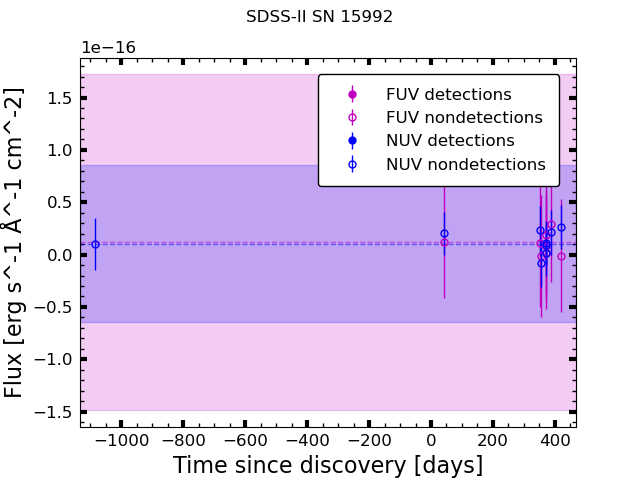 SDSS-II SN 15992
1e−16
FUV detections
FUV nondetections
NUV detections
NUV nondetections
1.5
1.0
0.5
0.0
−0.5
−1.0
−1.5
Flux [erg s^-1 Å^-1 cm^-2]
−1000 −800 −600 −400 −200 0 200 400
Time since discovery [days]